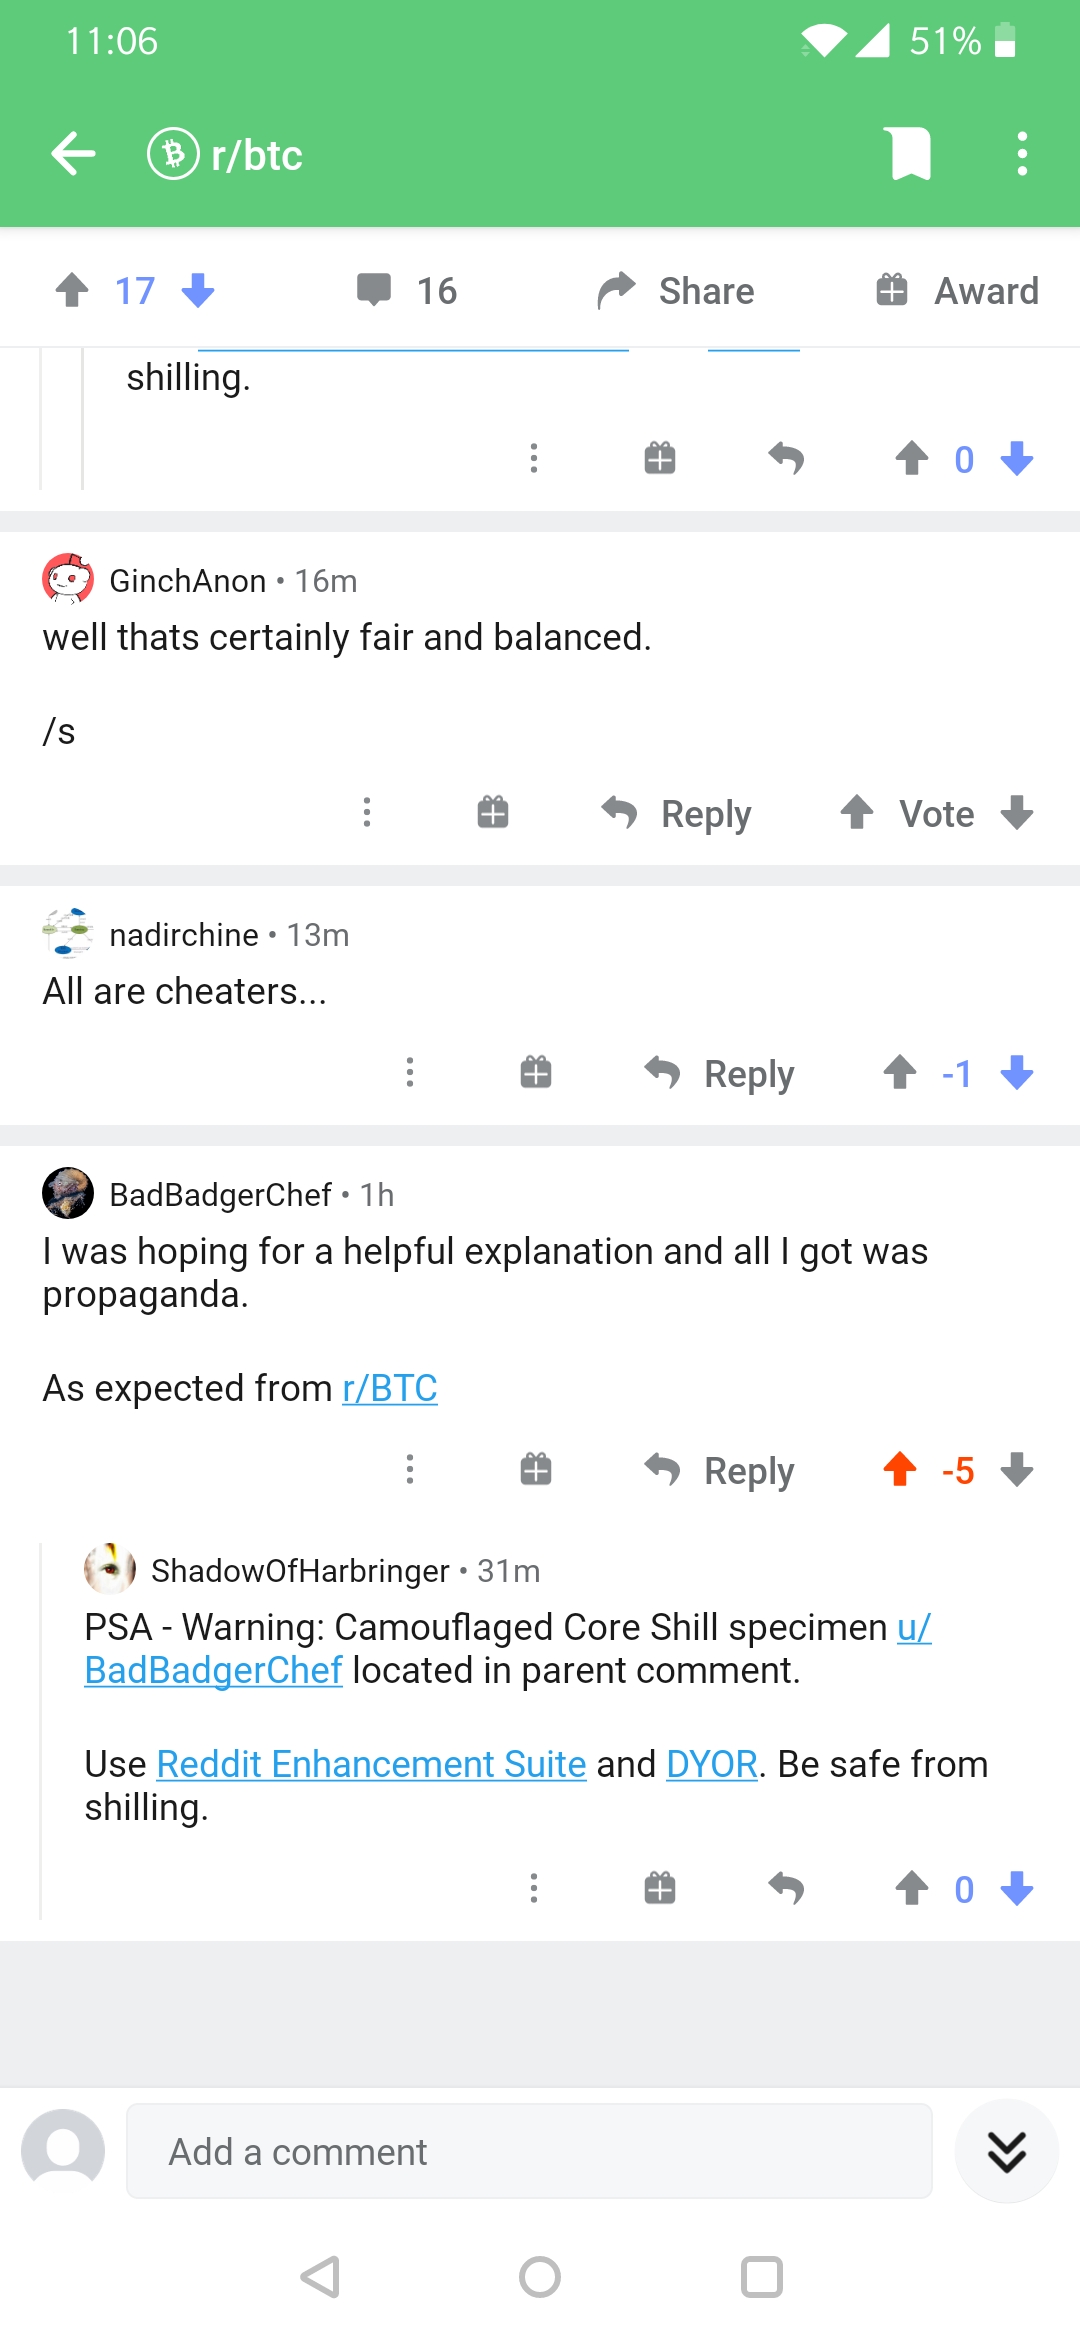 11:06
51%
r/btc
17
16
Share
Award
shilling.
0
GinchAnon • 16m
well thats certainly fair and balanced.
/s
Reply
Vote
nadirchine • 13m
All are cheaters...
Reply
-1
BadBadgerChef • 1h
I was hoping for a helpful explanation and all I got was
propaganda.
As expected from r/BTC
Reply
-5
ShadowOfHarbringer • 31m
PSA - Warning: Camouflaged Core Shill specimen u/
BadBadgerChef located in parent comment.
Use Reddit Enhancement Suite and DYOR. Be safe from
shilling.
0
Add a comment